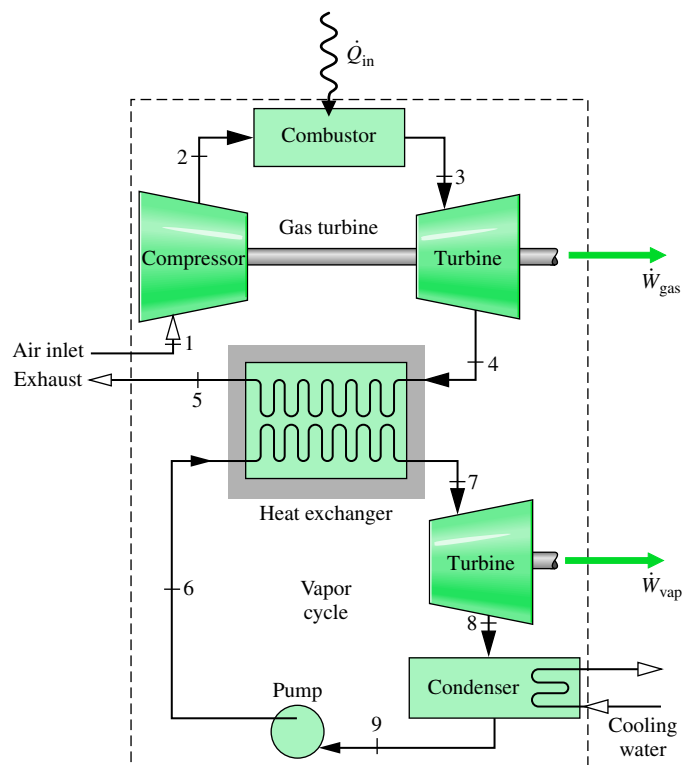 Q̇in
Combustor
2
3
Gas turbine
Compressor
Turbine
Ẇgas
1
Air inlet
4
Exhaust
5
7
Heat exchanger
Turbine
6
Vapor
cycle
Ẇvap
8
Condenser
Pump
9
Cooling
water